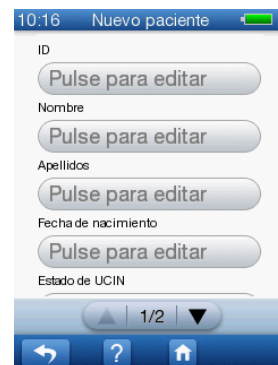 10:16 Nuevo paciente
ID
Pulse para editar
Nombre
Pulse para editar
Apellidos
Pulse para editar
Fecha de nacimiento
Pulse para editar
Estado de UCIN
1/2
?